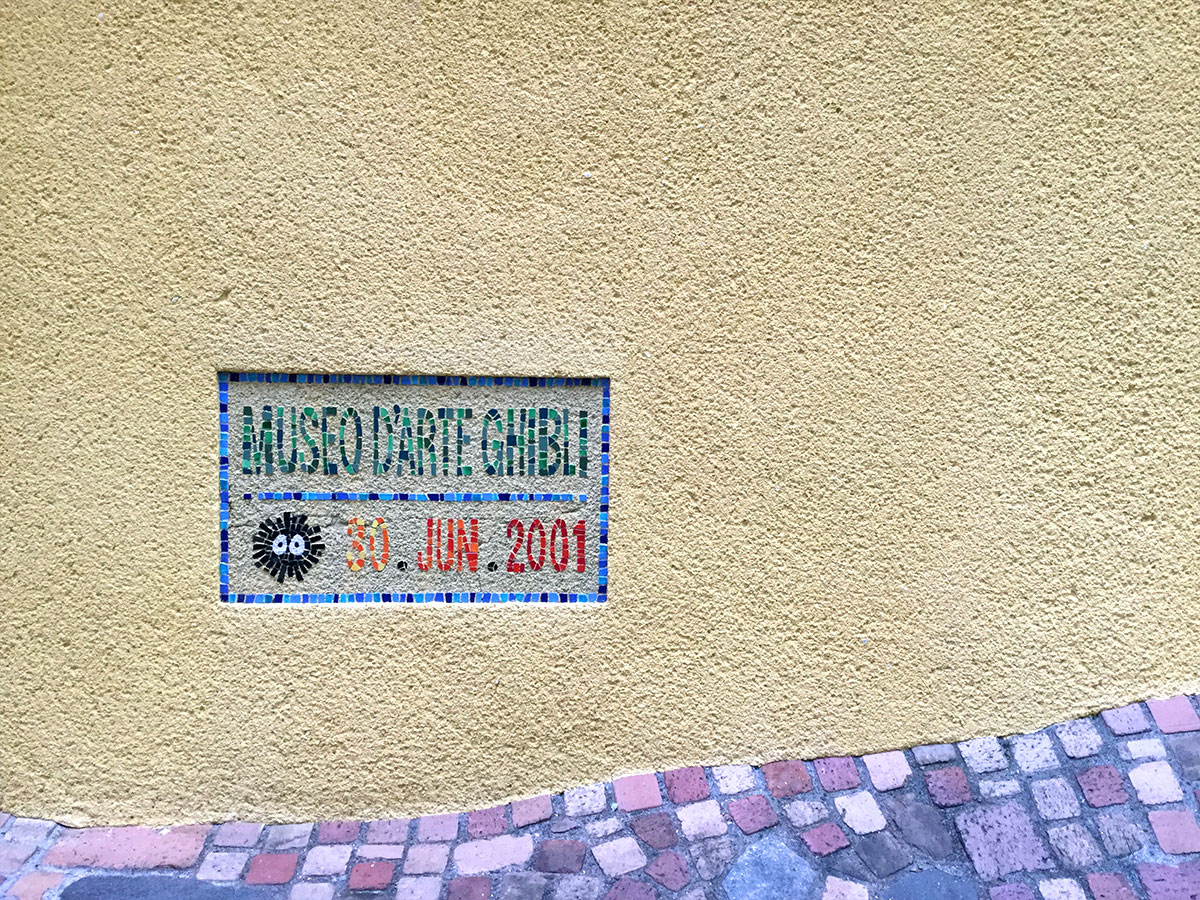 MUSEO D'ARTE GHIBLI
30.JUN.2001